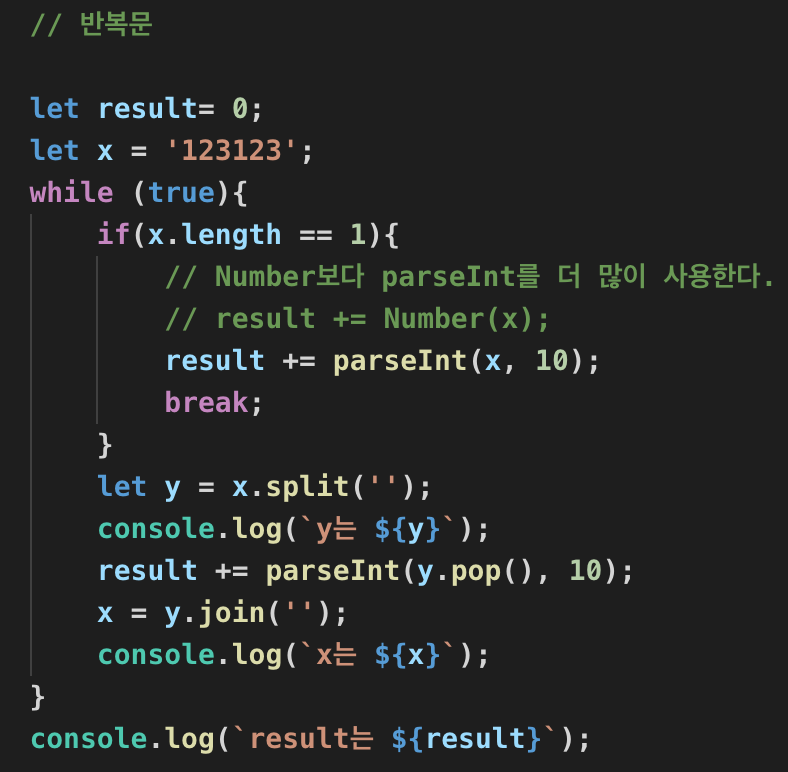 // 반복문
let result= 0;
let x = '123123';
while (true){
if(x.length == 1){
// Number보다 parseInt를 더 많이 사용한다.
// result += Number(x);
result += parseInt(x, 10);
break;
}
let y = x.split('');
console.log(`y는 ${y}`);
result += parseInt(y.pop(), 10);
x = y.join('');
console.log(`x는 ${x}`);
}
console.log(`result는 ${result}`);